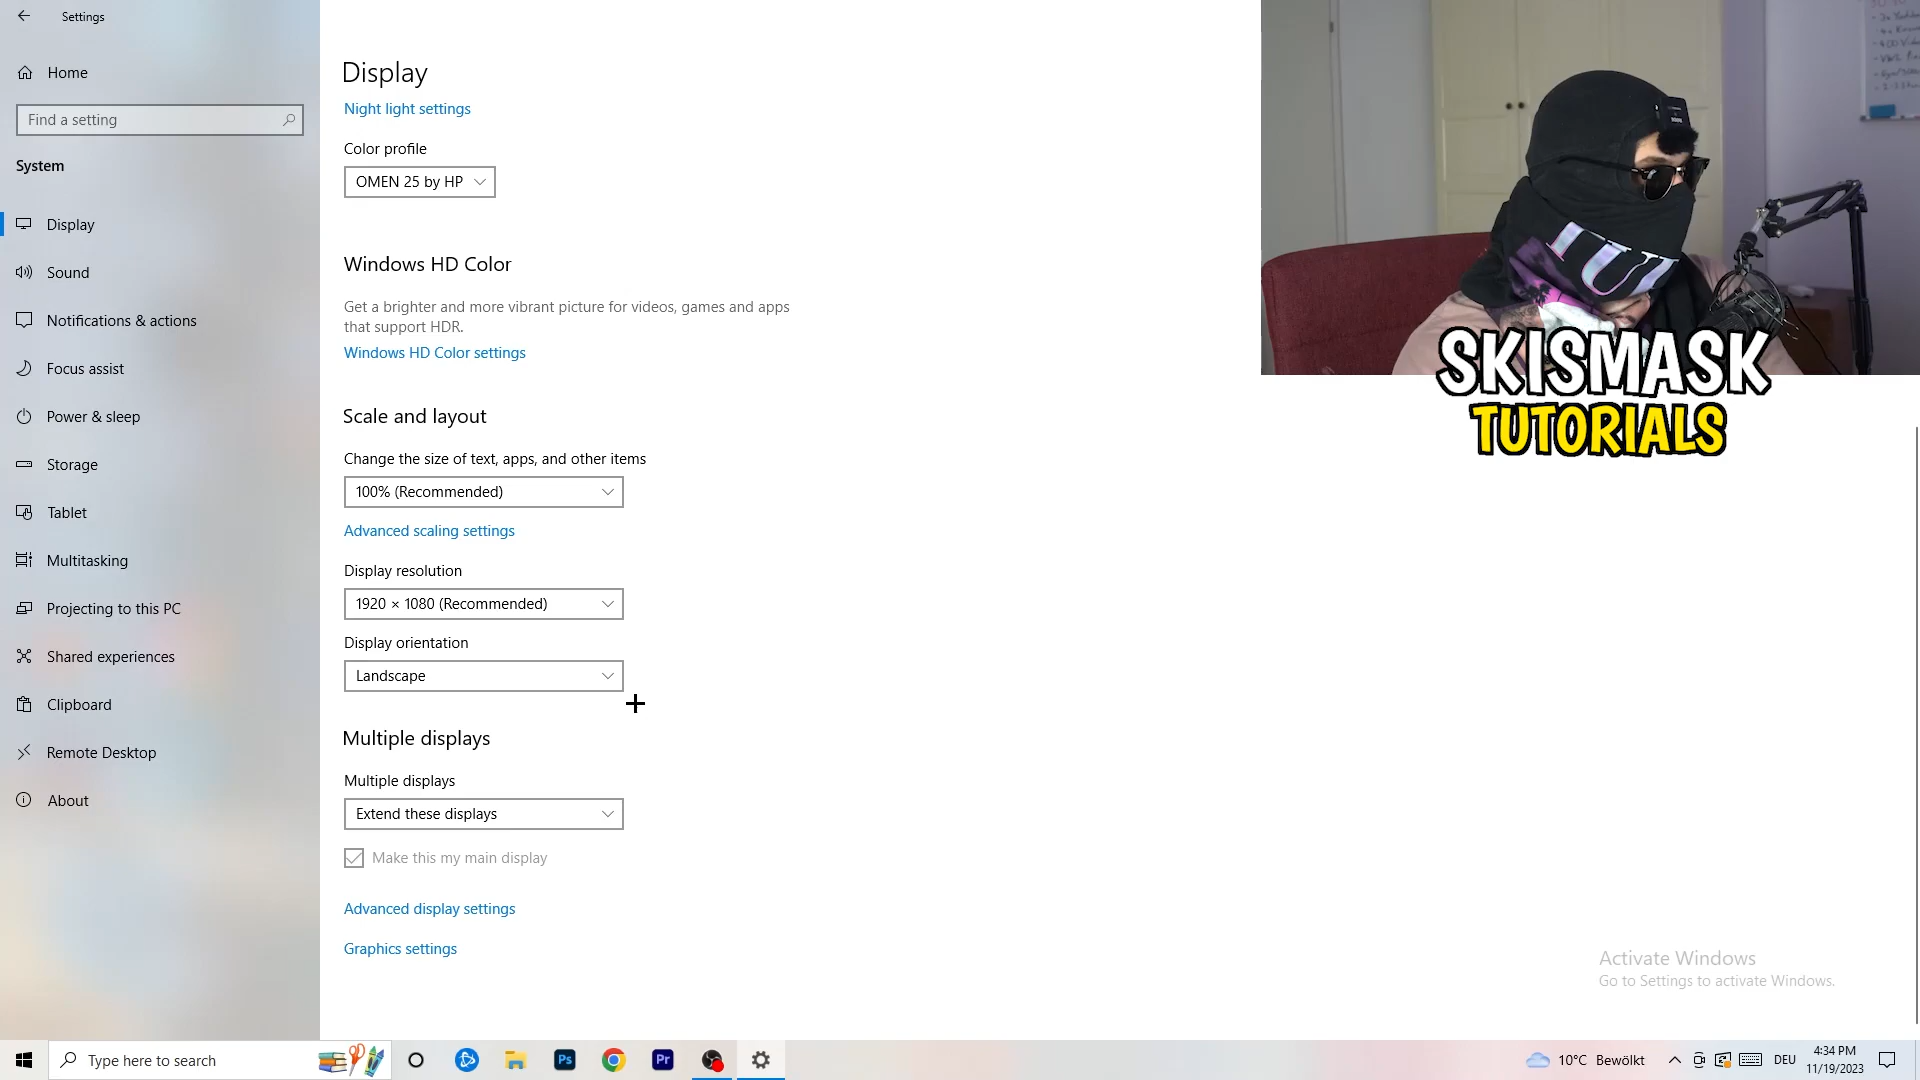 Settings
Home
Find a setting
System
Display
Sound
Notifications & actions
Focus assist
Power & sleep
Storage
Tablet
Multitasking
Projecting to this PC
Shared experiences
Clipboard
Remote Desktop
About
Display
Night light settings
Color profile
OMEN 25 by HP
Windows HD Color
Get a brighter and more vibrant picture for videos, games and apps
that support HDR.
Windows HD Color settings
Scale and layout
Change the size of text, apps, and other items
100% (Recommended)
Advanced scaling settings
Display resolution
1920 × 1080 (Recommended)
Display orientation
Landscape
Multiple displays
Multiple displays
Extend these displays
Make this my main display
Advanced display settings
Graphics settings
SKISMASK
TUTORIALS
Activate Windows
Go to Settings to activate Windows.
Type here to search
Ps
Pr
10°C Bewölkt
DEU
4:34 PM
11/19/2023